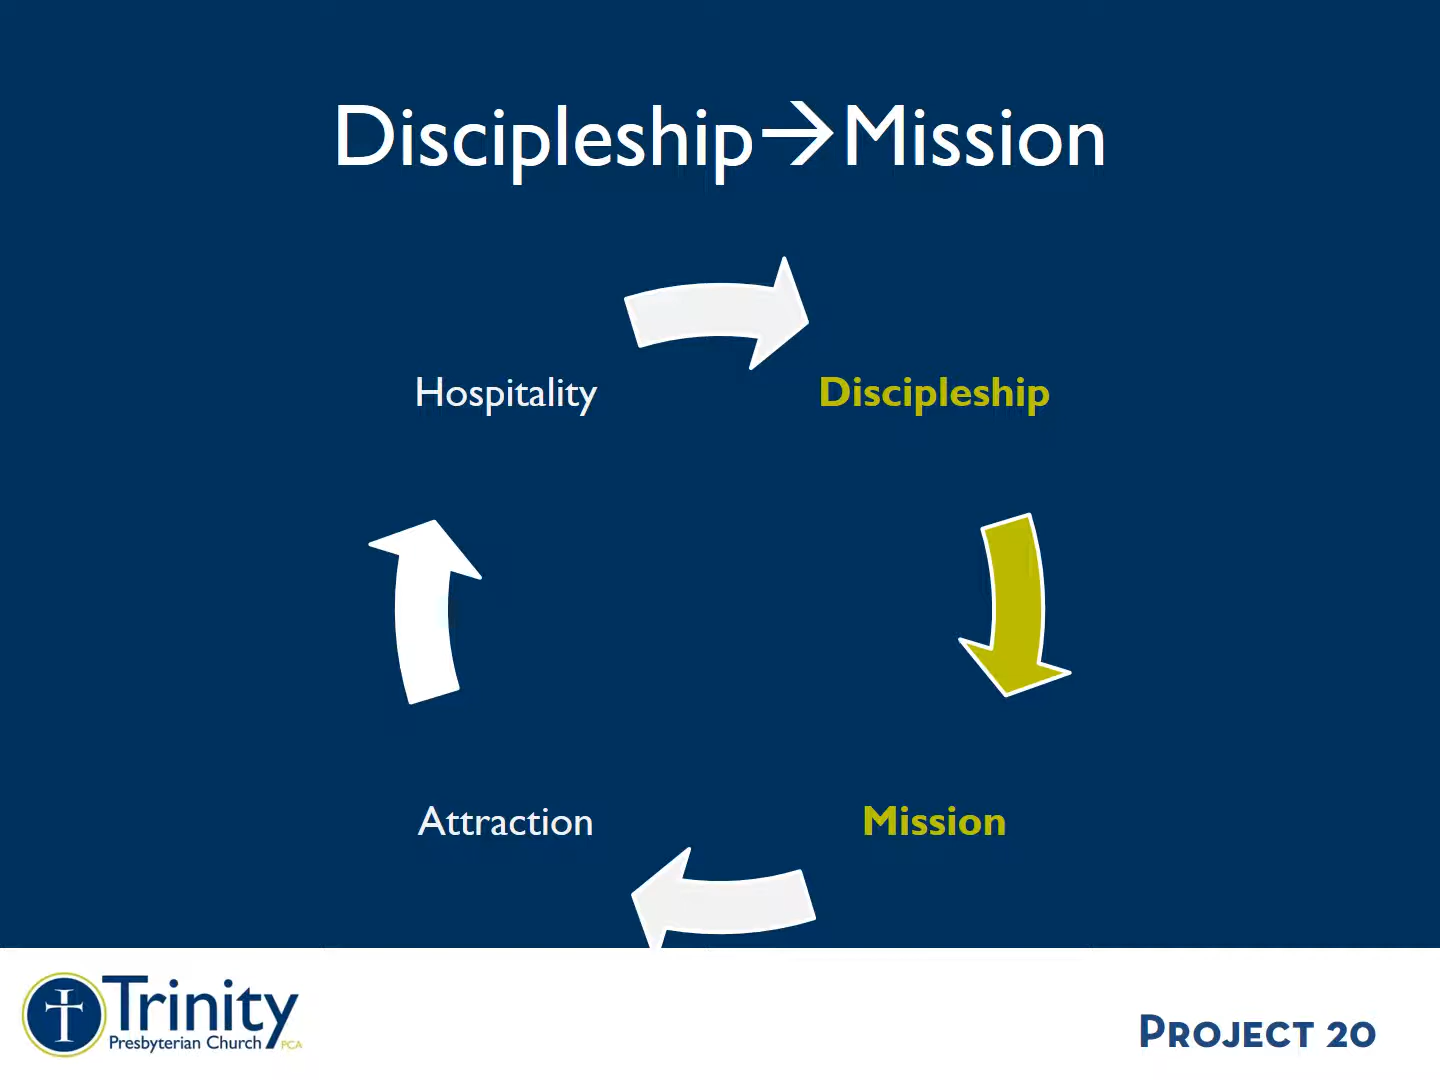 Discipleship→Mission
Hospitality
Discipleship
Attraction
Mission
Trinity
Presbyterian Church PCA
PROJECT 20